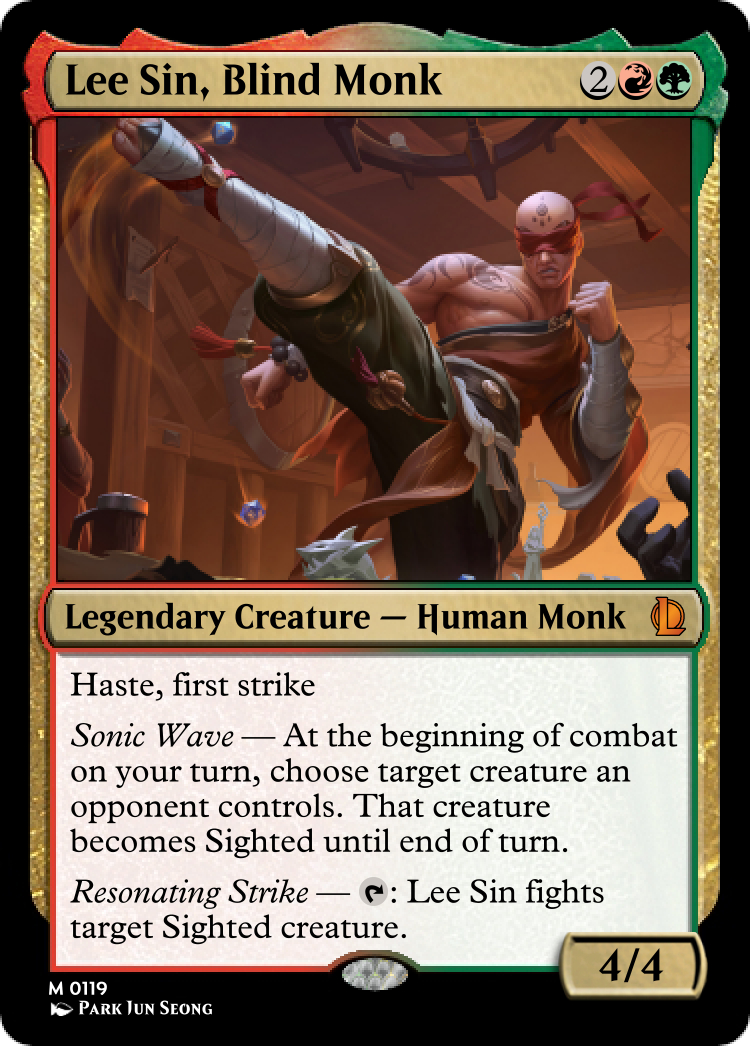 Lee Sin, Blind Monk 2
Legendary Creature — Human Monk
Haste, first strike
Sonic Wave — At the beginning of combat
on your turn, choose target creature an
opponent controls. That creature
becomes Sighted until end of turn.
Resonating Strike — : Lee Sin fights
target Sighted creature.
4/4
M 0119
Park Jun Seong